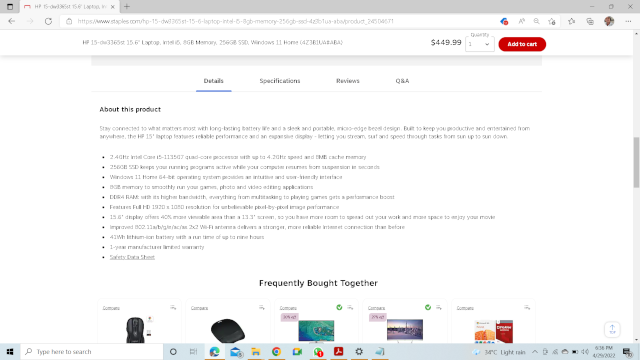 HP 15-dw3365st 15.6" Laptop, In
https://www.staples.com/hp-15-dw3365st-15-6-laptop-intel-i5-8gb-memory-256gb-ssd-4z3b1ua-aba/product_24504671
HP 15-dw3365st 15.6" Laptop, Intel i5, 8GB Memory, 256GB SSD, Windows 11 Home (4Z3B1UA#ABA)
$449.99
Quantity
1
Add to cart
Details
Specifications
Reviews
Q&A
About this product
Stay connected to what matters most with long-lasting battery life and a sleek and portable, micro-edge bezel design. Built to keep you productive and entertained from
anywhere, the HP 15" laptop features reliable performance and an expansive display - letting you stream, surf and speed through tasks from sun up to sun down.
• 2.4GHz Intel Core i5-1135G7 quad-core processor with up to 4.2GHz speed and 8MB cache memory
• 256GB SSD keeps your running programs active while your computer resumes from suspension in seconds
• Windows 11 Home 64-bit operating system provides an intuitive and user-friendly interface
• 8GB memory to smoothly run your games, photo and video editing applications
• DDR4 RAM: with its higher bandwidth, everything from multitasking to playing games gets a performance boost
• Features Full HD 1920 x 1080 resolution for unbelievable pixel-by-pixel image performance
• 15.6" display offers 40% more viewable area than a 13.3" screen, so you have more room to spread out your work and more space to enjoy your movie
• Improved 802.11a/b/g/n/ac/ax 2x2 Wi-Fi antenna delivers a stronger, more reliable Internet connection than before
• 41Wh lithium-ion battery with a run time of up to nine hours
• 1-year manufacturer limited warranty
• Safety Data Sheet
Frequently Bought Together
Compare
Compare
Compare
Compare
Compare
Type here to search
34°C Light rain
4:36 PM
4/29/2022